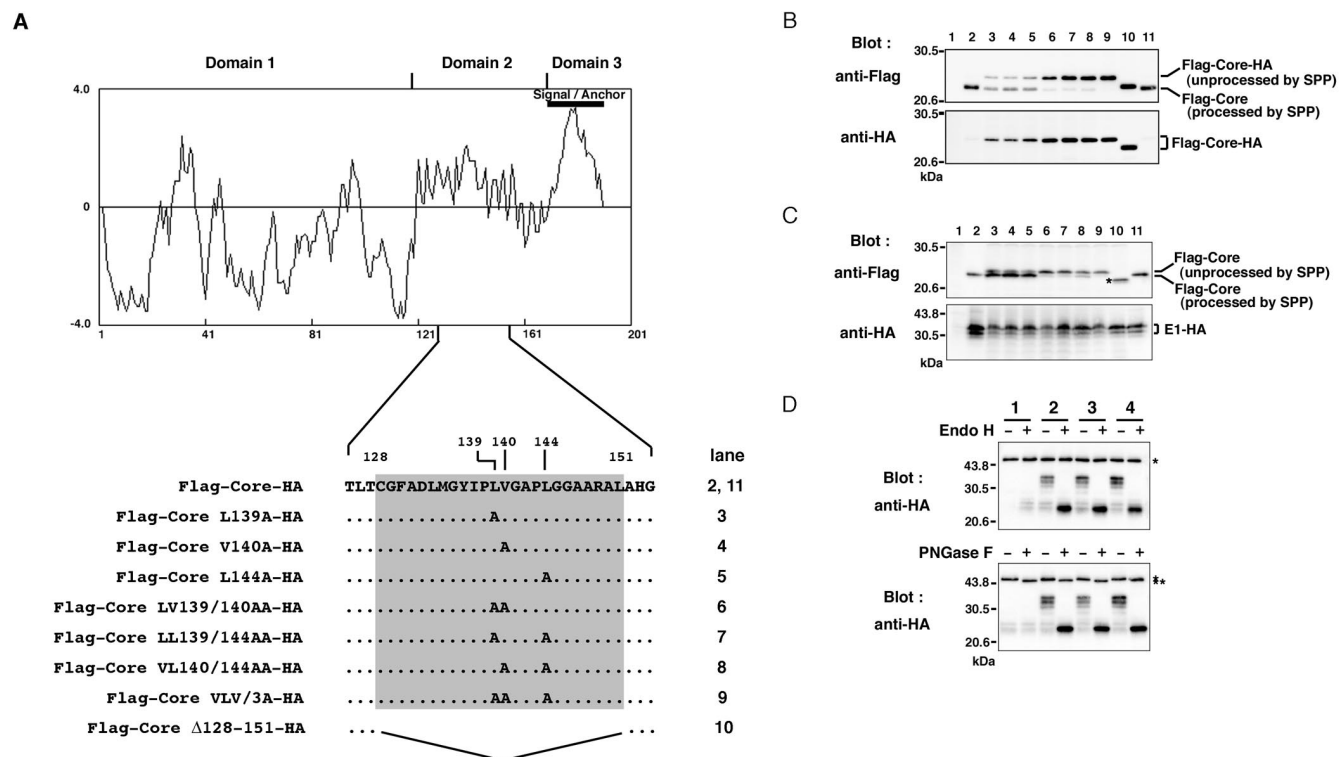 A
Domain 1 Domain 2 Domain 3
Signal / Anchor
4.0
0
-4.0
1 41 81 121 161 201
139 140 144 lane
128 151
Flag-Core-HA TLTCGFADLMGYIPLVGAPLGGAARALAHG 2, 11
Flag-Core L139A-HA ...............A.............. 3
Flag-Core V140A-HA ................A............. 4
Flag-Core L144A-HA ....................A......... 5
Flag-Core LV139/140AA-HA ...............AA............. 6
Flag-Core LL139/144AA-HA ...............A....A......... 7
Flag-Core VL140/144AA-HA ................A...A......... 8
Flag-Core VLV/3A-HA ...............AA...A......... 9
Flag-Core Δ128-151-HA ... ... 10
B
Blot : 1 2 3 4 5 6 7 8 9 10 11
30.5
anti-Flag
Flag-Core-HA
(unprocessed by SPP)
20.6
Flag-Core
(processed by SPP)
30.5
anti-HA
Flag-Core-HA
20.6
kDa
C
Blot : 1 2 3 4 5 6 7 8 9 10 11
30.5
anti-Flag
Flag-Core
(unprocessed by SPP)
20.6
*
Flag-Core
(processed by SPP)
43.8
anti-HA
E1-HA
30.5
kDa
D
1 2 3 4
Endo H – + – + – + – +
43.8 *
Blot :
30.5
anti-HA
20.6
PNGase F – + – + – + – +
43.8 * **
Blot :
30.5
anti-HA
20.6
kDa